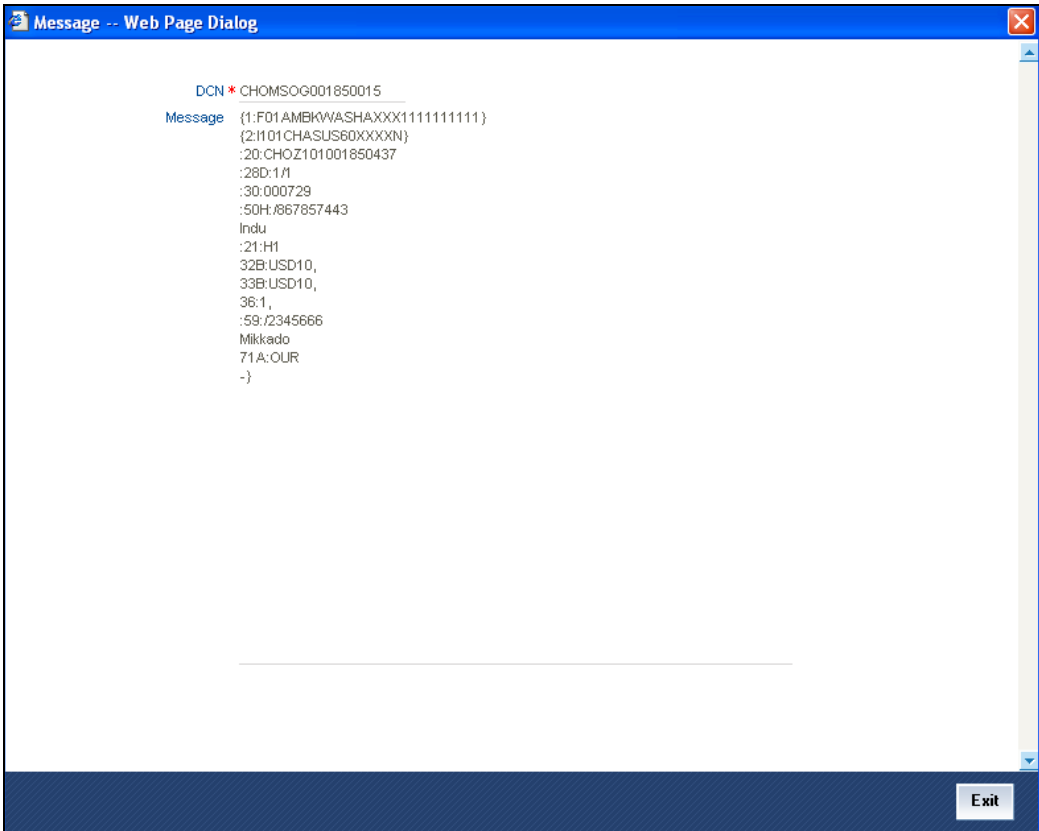 Message -- Web Page Dialog
DCN * CHOMSOG001850015
Message {1:F01AMBKWASHAXXX1111111111}
{2:I101CHASUS60XXXXN}
:20:CHOZ101001850437
:28D:1/1
:30:000729
:50H:/867857443
Indu
:21:H1
32B:USD10,
33B:USD10,
36:1,
:59:/2345666
Mikkado
71A:OUR
-}
Exit